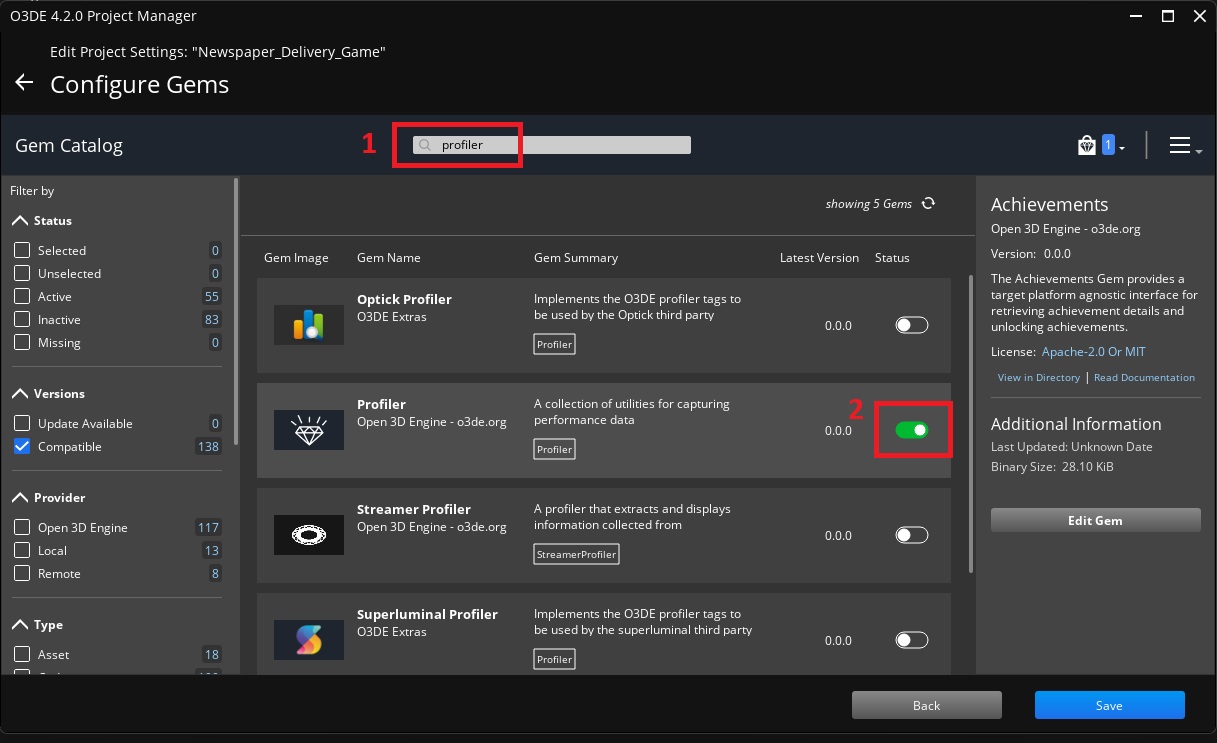 O3DE 4.2.0 Project Manager
Edit Project Settings: "Newspaper_Delivery_Game"
Configure Gems
Gem Catalog
1
profiler
1
Filter by
Status
Selected 0
Unselected 0
Active 55
Inactive 83
Missing 0
Versions
Update Available 0
Compatible 138
Provider
Open 3D Engine 117
Local 13
Remote 8
Type
Asset 18
showing 5 Gems
Gem Image Gem Name Gem Summary Latest Version Status
Optick Profiler
O3DE Extras
Implements the O3DE profiler tags to
be used by the Optick third party
Profiler
0.0.0
Profiler
Open 3D Engine - o3de.org
A collection of utilities for capturing
performance data
Profiler
0.0.0
2
Streamer Profiler
Open 3D Engine - o3de.org
A profiler that extracts and displays
information collected from
StreamerProfiler
0.0.0
Superluminal Profiler
O3DE Extras
Implements the O3DE profiler tags to
be used by the superluminal third party
Profiler
0.0.0
Achievements
Open 3D Engine - o3de.org
Version: 0.0.0
The Achievements Gem provides a
target platform agnostic interface for
retrieving achievement details and
unlocking achievements.
License: Apache-2.0 Or MIT
View in Directory | Read Documentation
Additional Information
Last Updated: Unknown Date
Binary Size: 28.10 KiB
Edit Gem
Back
Save